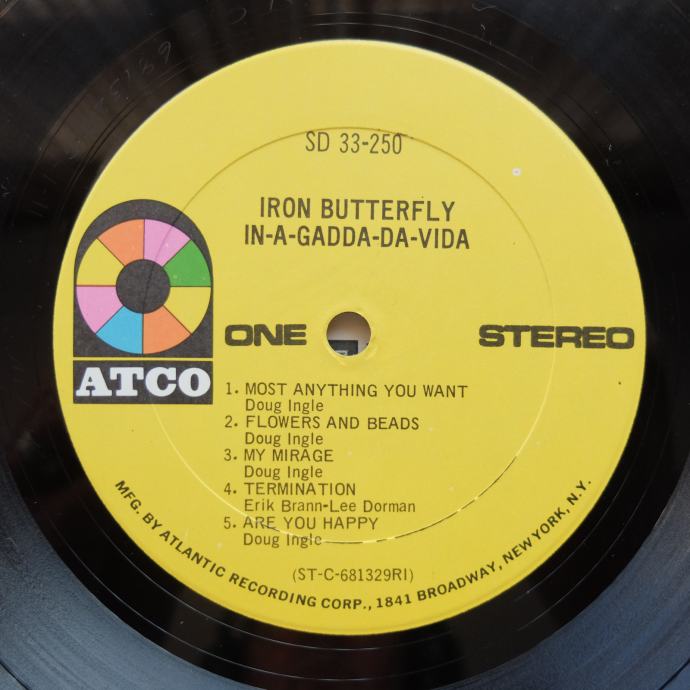 SD 33-250
IRON BUTTERFLY
IN-A-GADDA-DA-VIDA
ATCO
ONE
STEREO
1. MOST ANYTHING YOU WANT
Doug Ingle
2. FLOWERS AND BEADS
Doug Ingle
3. MY MIRAGE
Doug Ingle
4. TERMINATION
Erik Brann-Lee Dorman
5. ARE YOU HAPPY
Doug Ingle
(ST-C-681329RI)
MFG. BY ATLANTIC RECORDING CORP., 1841 BROADWAY, NEW YORK, N.Y.